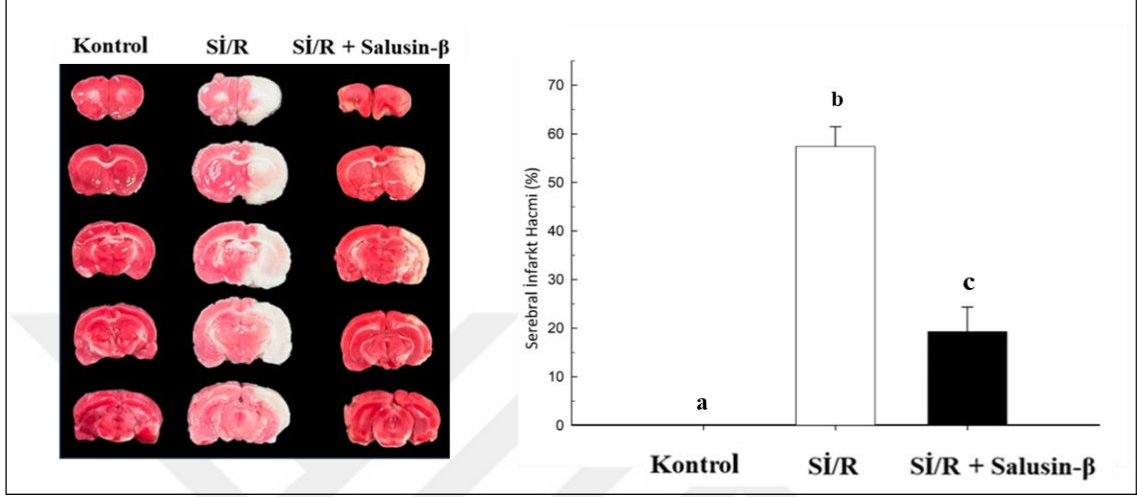 Kontrol Sİ/R Sİ/R + Salusin-β
Serebral İnfarkt Hacmi (%)
70
60
50
40
30
20
10
0
a
b
c
Kontrol Sİ/R Sİ/R + Salusin-β